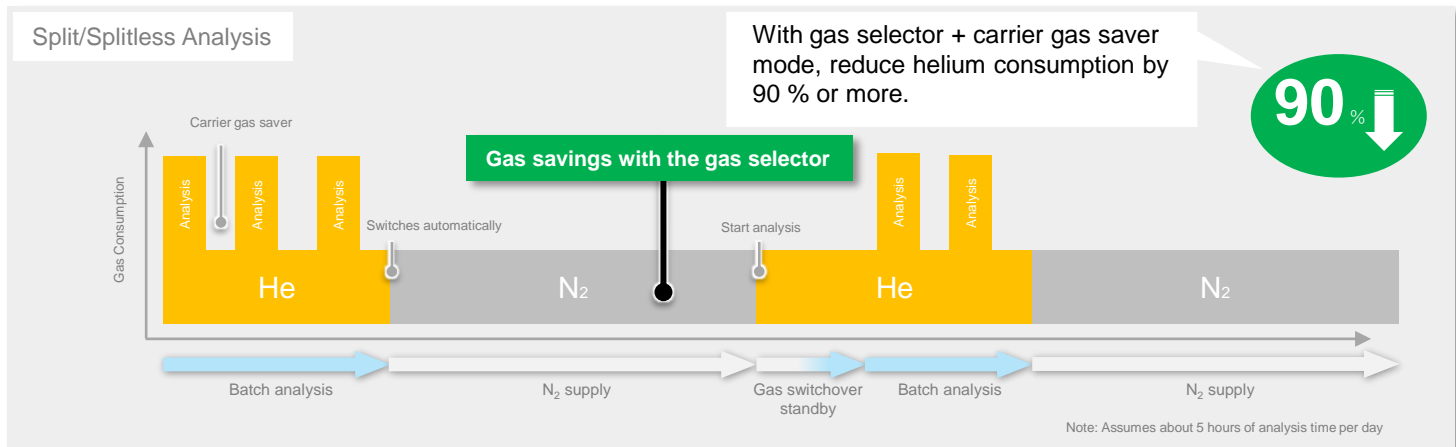 Split/Splitless Analysis
With gas selector + carrier gas saver
mode, reduce helium consumption by
90 % or more.
90 %
Carrier gas saver
Gas savings with the gas selector
Gas Consumption
Analysis
Analysis
Analysis
Switches automatically
Start analysis
Analysis
Analysis
He
N₂
He
N₂
Batch analysis
N₂ supply
Gas switchover
standby
Batch analysis
N₂ supply
Note: Assumes about 5 hours of analysis time per day